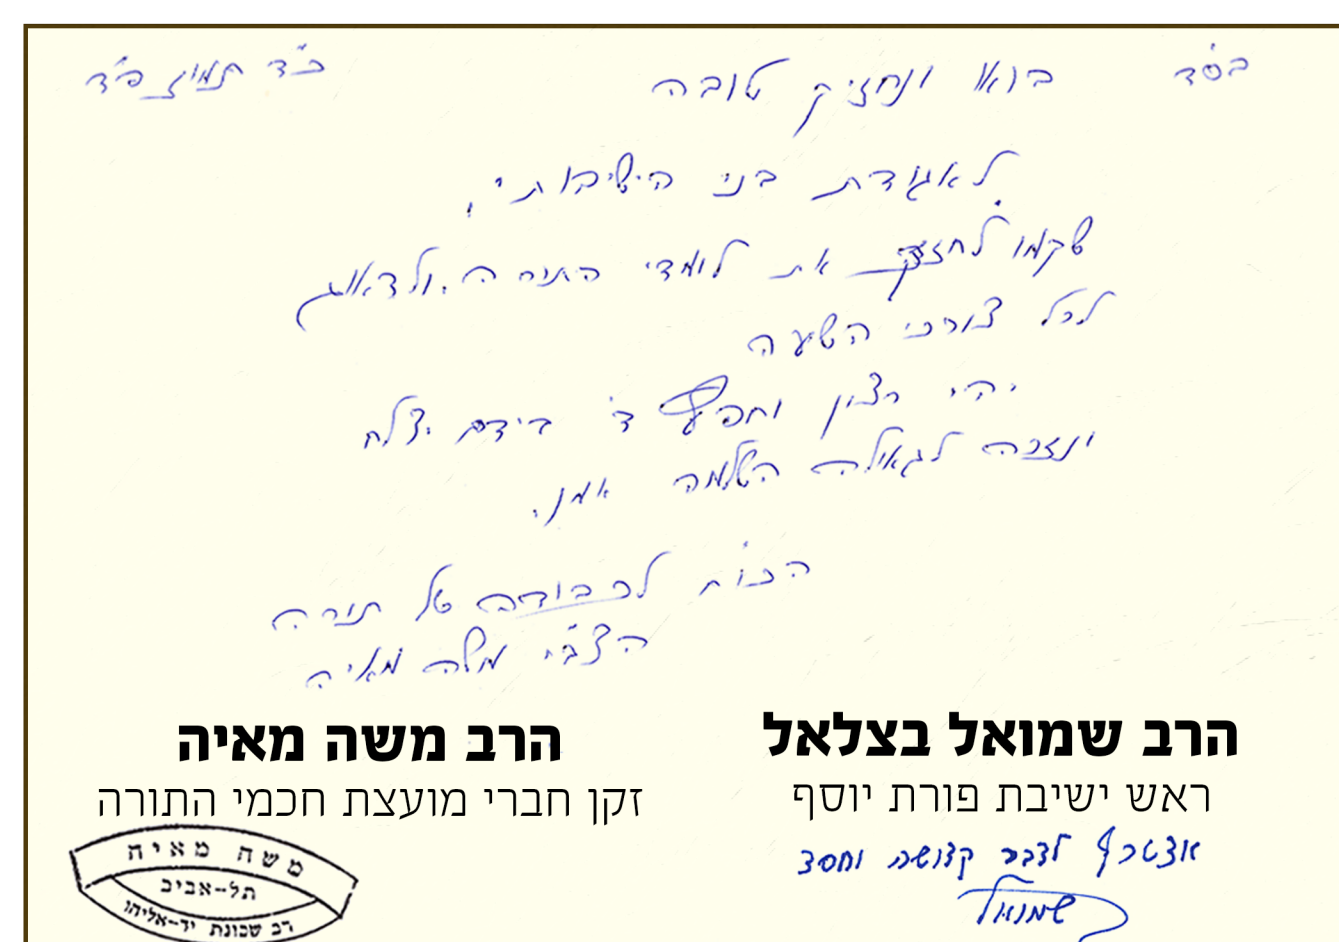 בס"ד בואו ונחזיק טובה כ"ד תמוז פ"ד
לאגודת בני הישיבות,
שקמו לחזק את לומדי התורה, ולדאוג
לכל צורכי השעה
יהי רצון וחפץ ד' בידם יצלח
ונזכה לגאולה השלמה אמן.
הכו"ח לכבודה של תורה
הצב"י משה מאיה
הרב שמואל בצלאל
ראש ישיבת פורת יוסף
אצטרף לדבר קדושה וחסד
שמואל
הרב משה מאיה
זקן חברי מועצת חכמי התורה
משה מאיה
תל-אביב
רב שכונת יד-אליהו